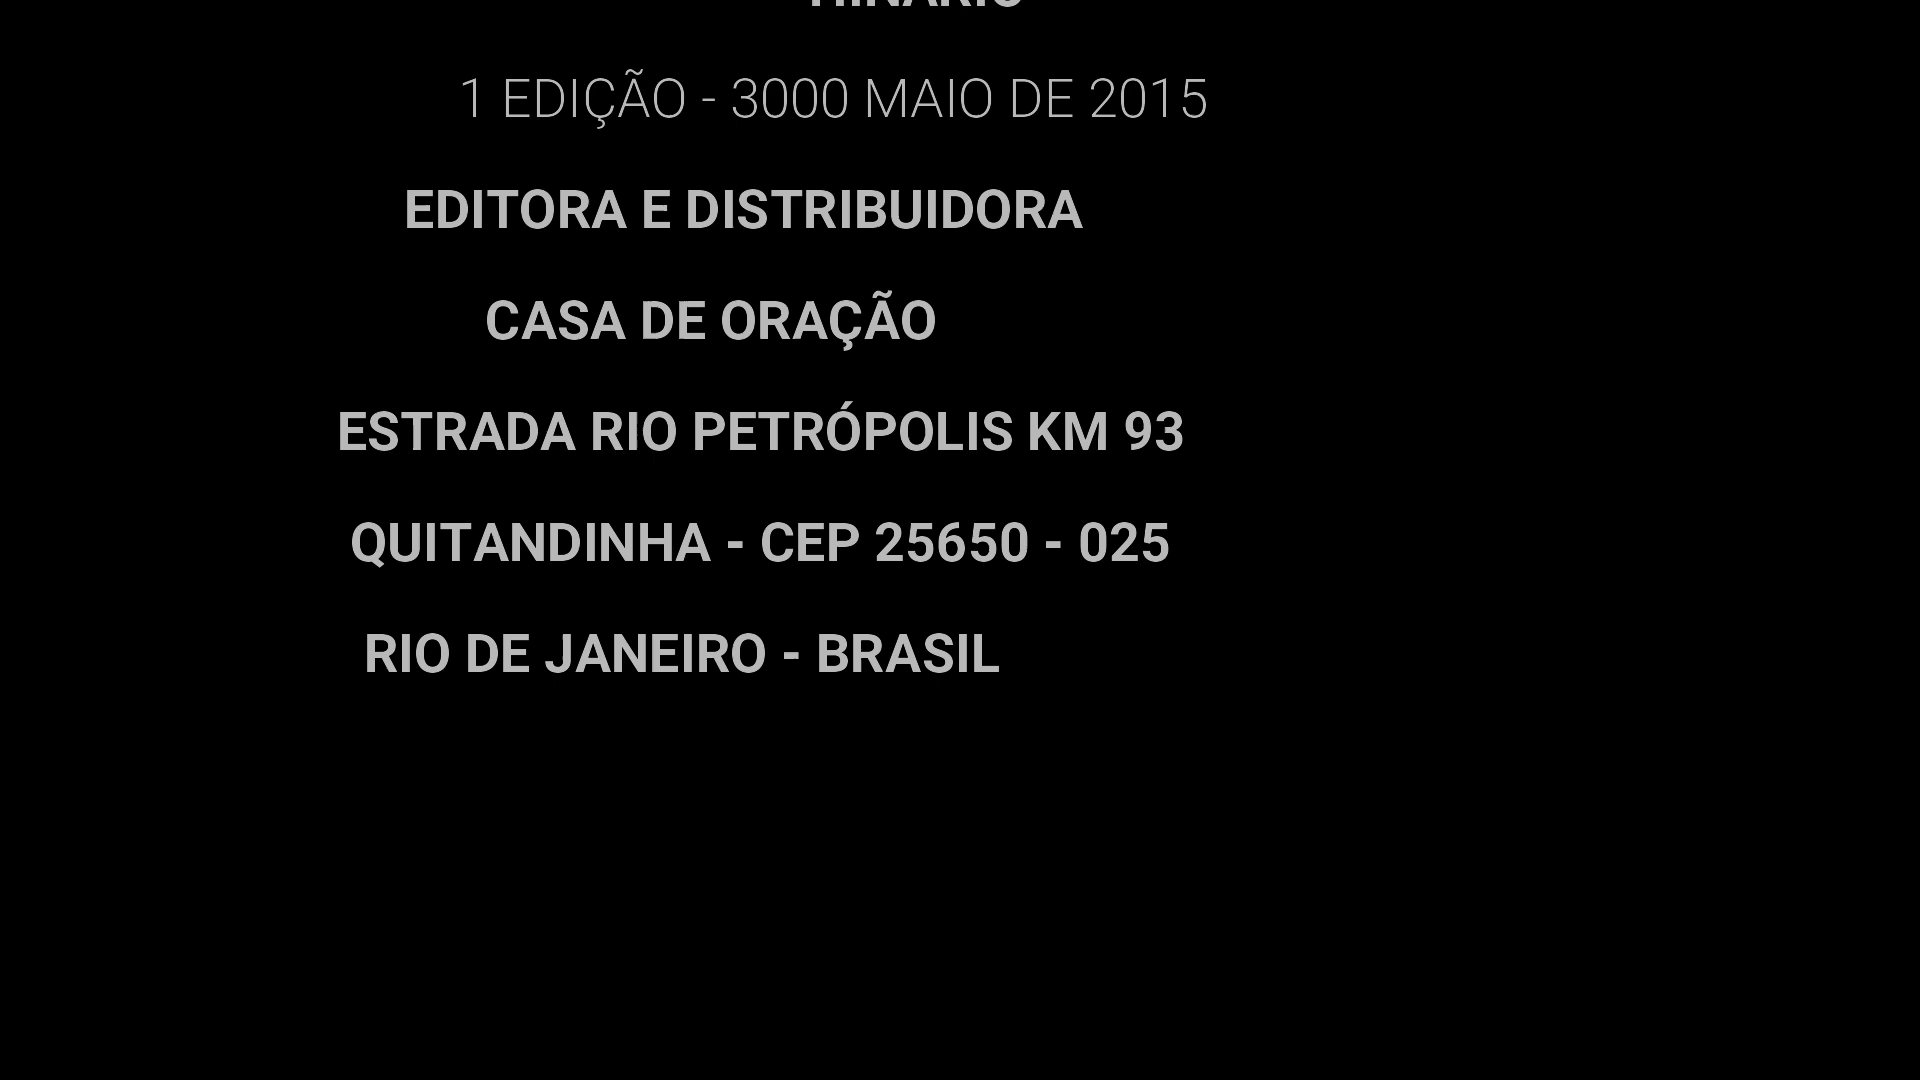 1 EDIÇÃO - 3000 MAIO DE 2015
EDITORA E DISTRIBUIDORA
CASA DE ORAÇÃO
ESTRADA RIO PETRÓPOLIS KM 93
QUITANDINHA - CEP 25650 - 025
RIO DE JANEIRO - BRASIL